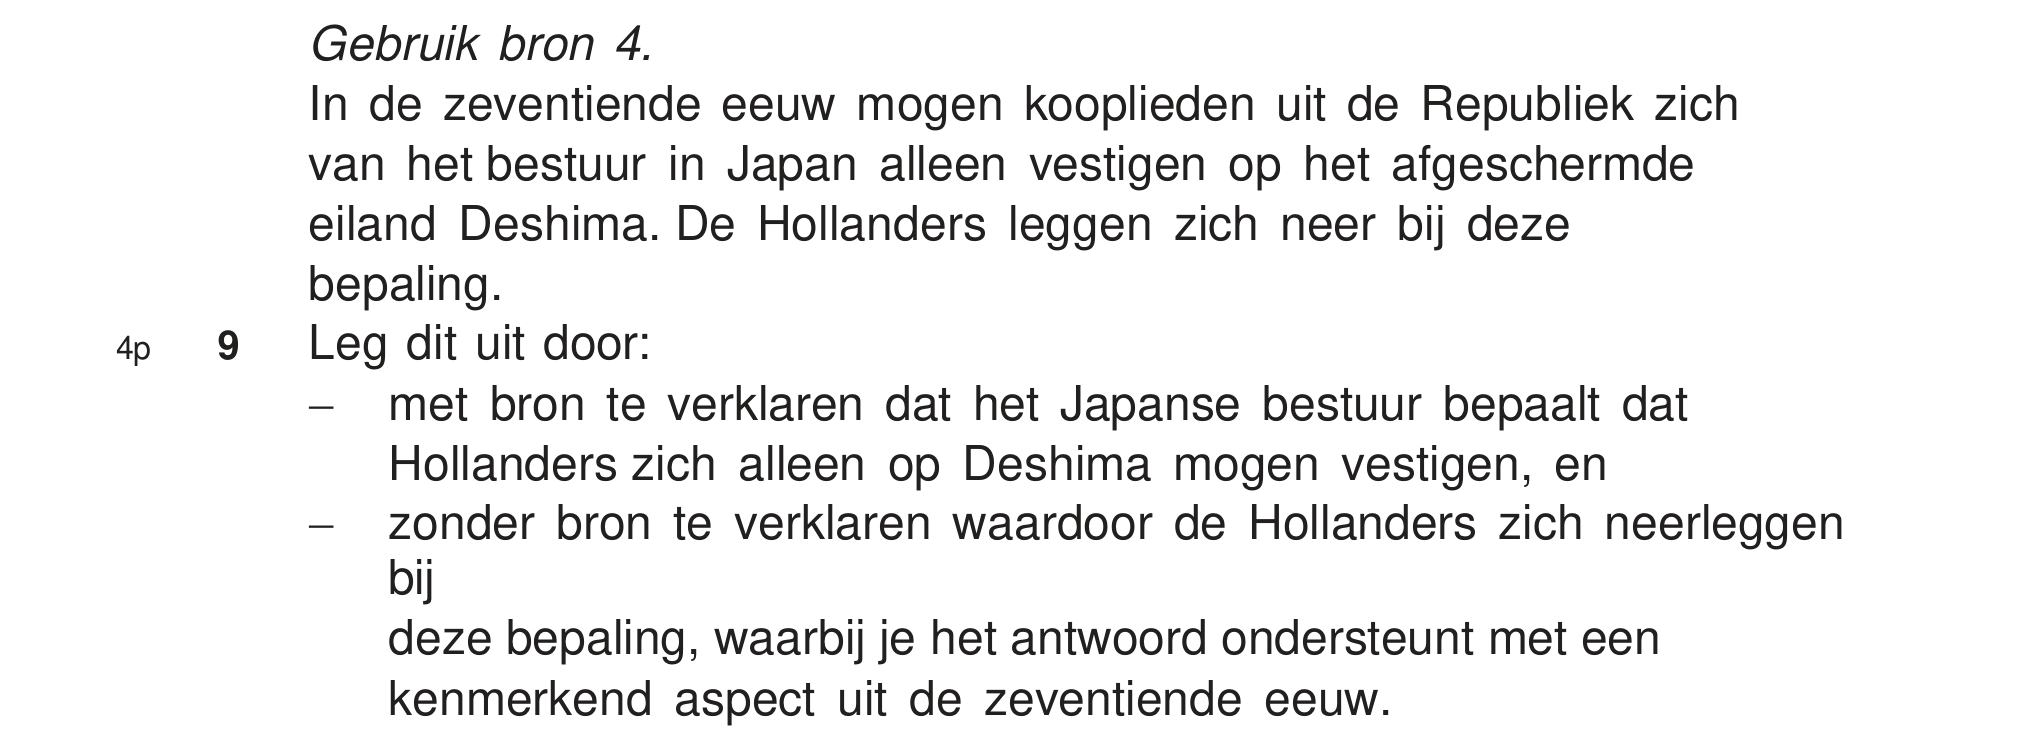 Gebruik bron 4.
In de zeventiende eeuw mogen kooplieden uit de Republiek zich
van het bestuur in Japan alleen vestigen op het afgeschermde
eiland Deshima. De Hollanders leggen zich neer bij deze
bepaling.
4p 9 Leg dit uit door:
– met bron te verklaren dat het Japanse bestuur bepaalt dat
Hollanders zich alleen op Deshima mogen vestigen, en
– zonder bron te verklaren waardoor de Hollanders zich neerleggen
bij
deze bepaling, waarbij je het antwoord ondersteunt met een
kenmerkend aspect uit de zeventiende eeuw.